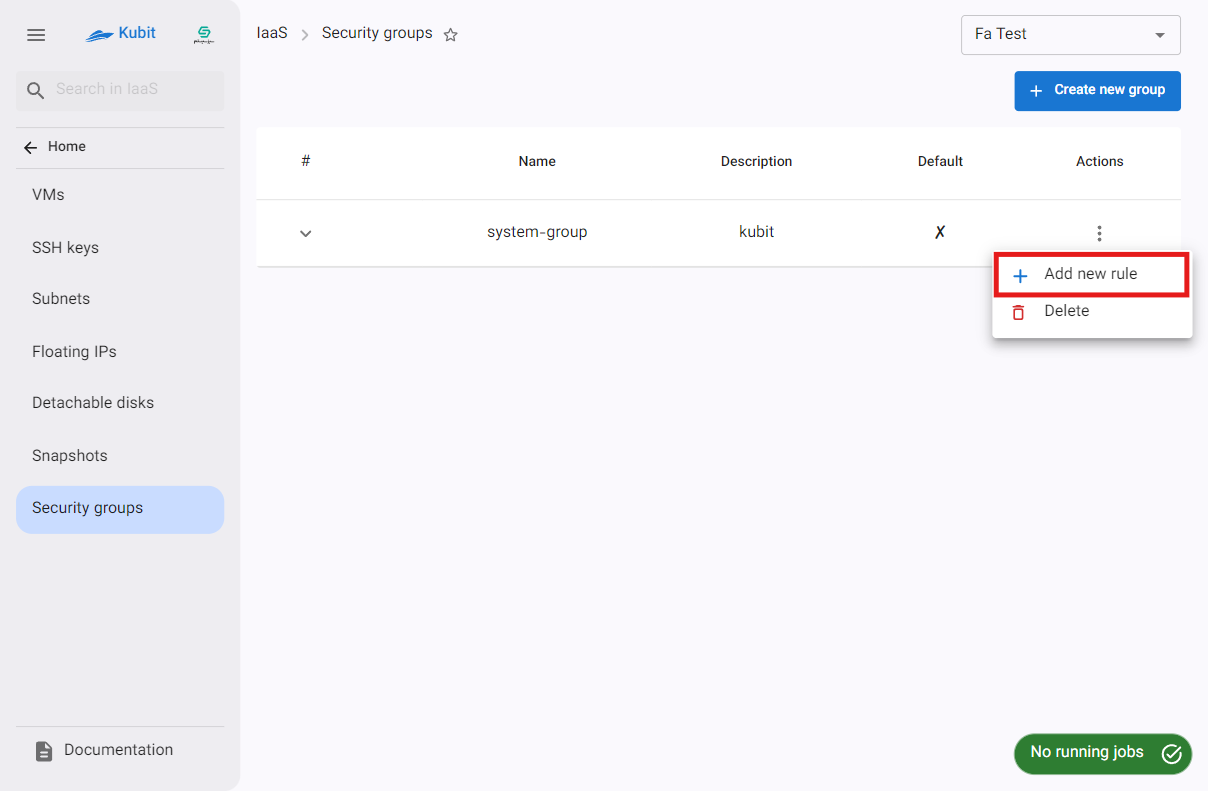 Kubit
Search in IaaS
Home
VMs
SSH keys
Subnets
Floating IPs
Detachable disks
Snapshots
Security groups
Documentation
IaaS
Security groups
Fa Test
Create new group
# Name Description Default Actions
system-group kubit ✗
Add new rule
Delete
No running jobs